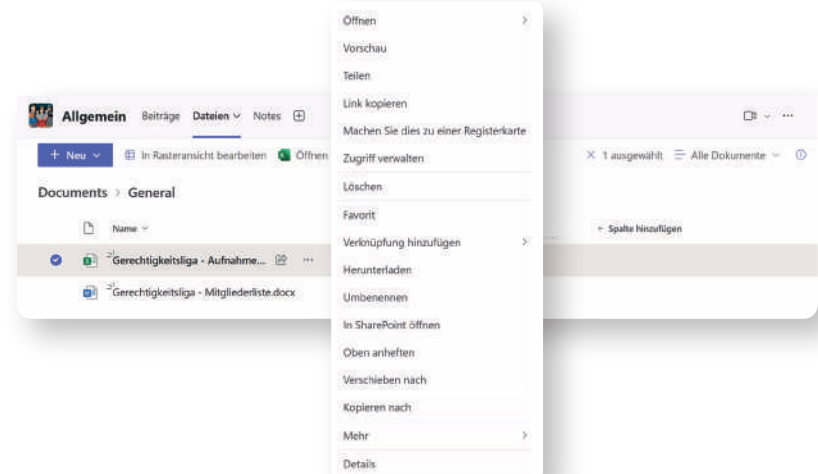 Allgemein Beiträge Dateien Notes
+ Neu In Rasteransicht bearbeiten Öffnen
× 1 ausgewählt Alle Dokumente
Documents > General
Name
+ Spalte hinzufügen
Gerechtigkeitsliga - Aufnahme... ...
Gerechtigkeitsliga - Mitgliederliste.docx
Öffnen
Vorschau
Teilen
Link kopieren
Machen Sie dies zu einer Registerkarte
Zugriff verwalten
Löschen
Favorit
Verknüpfung hinzufügen
Herunterladen
Umbenennen
In SharePoint öffnen
Oben anheften
Verschieben nach
Kopieren nach
Mehr
Details